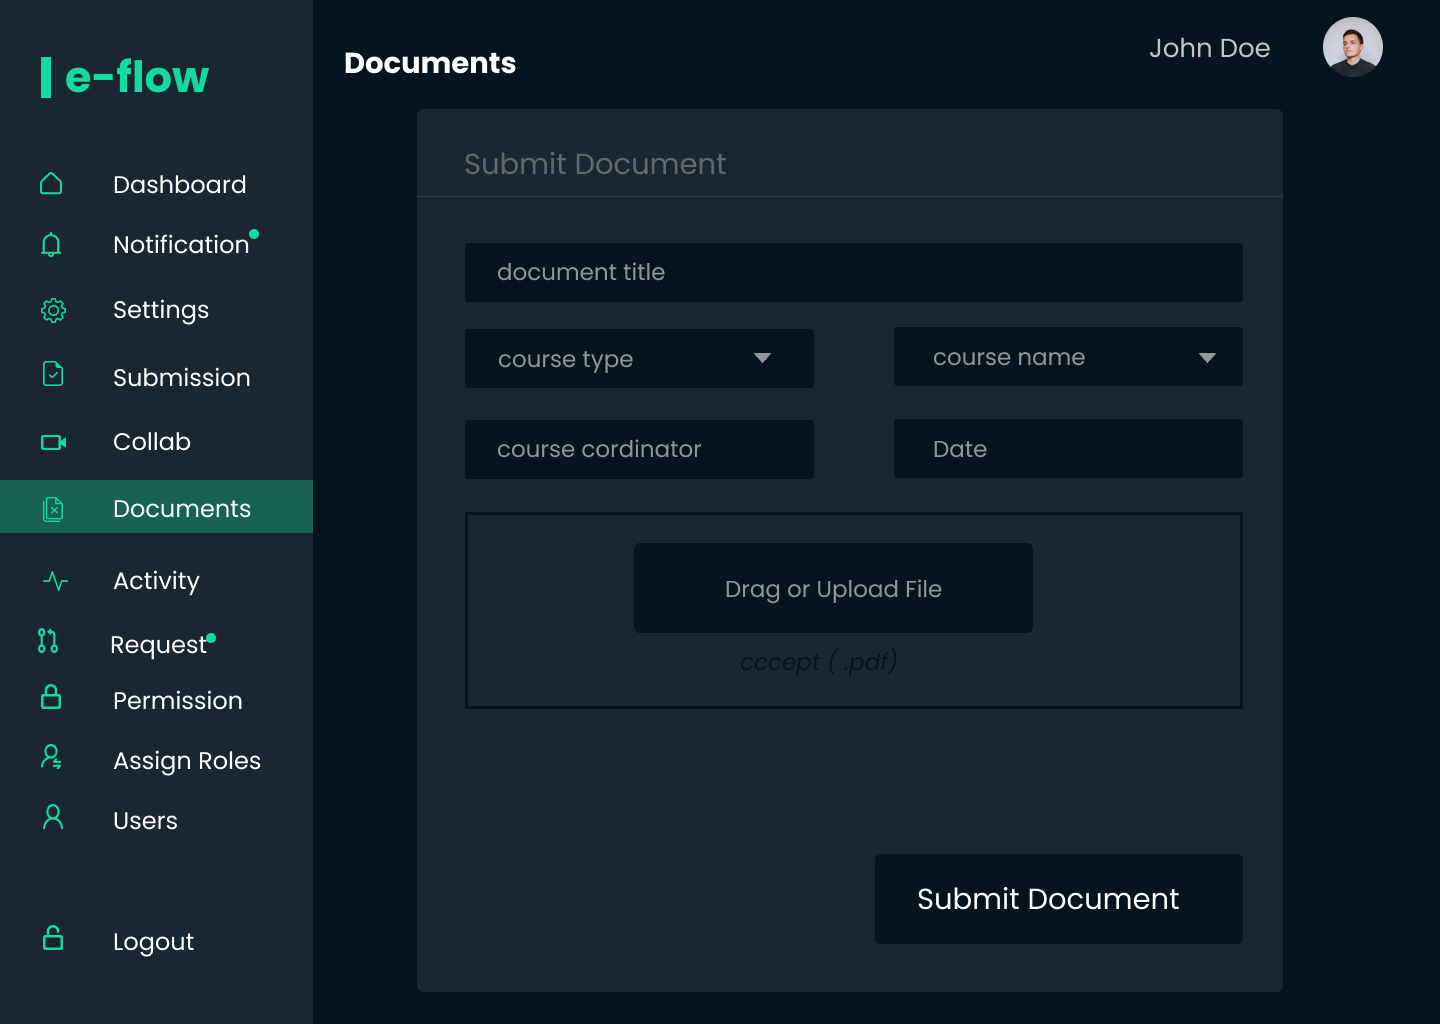 e-flow
Dashboard
Notification
Settings
Submission
Collab
Documents
Activity
Request
Permission
Assign Roles
Users
Logout
Documents
John Doe
Submit Document
document title
course type
course name
course cordinator
Date
Drag or Upload File
cccept ( .pdf)
Submit Document